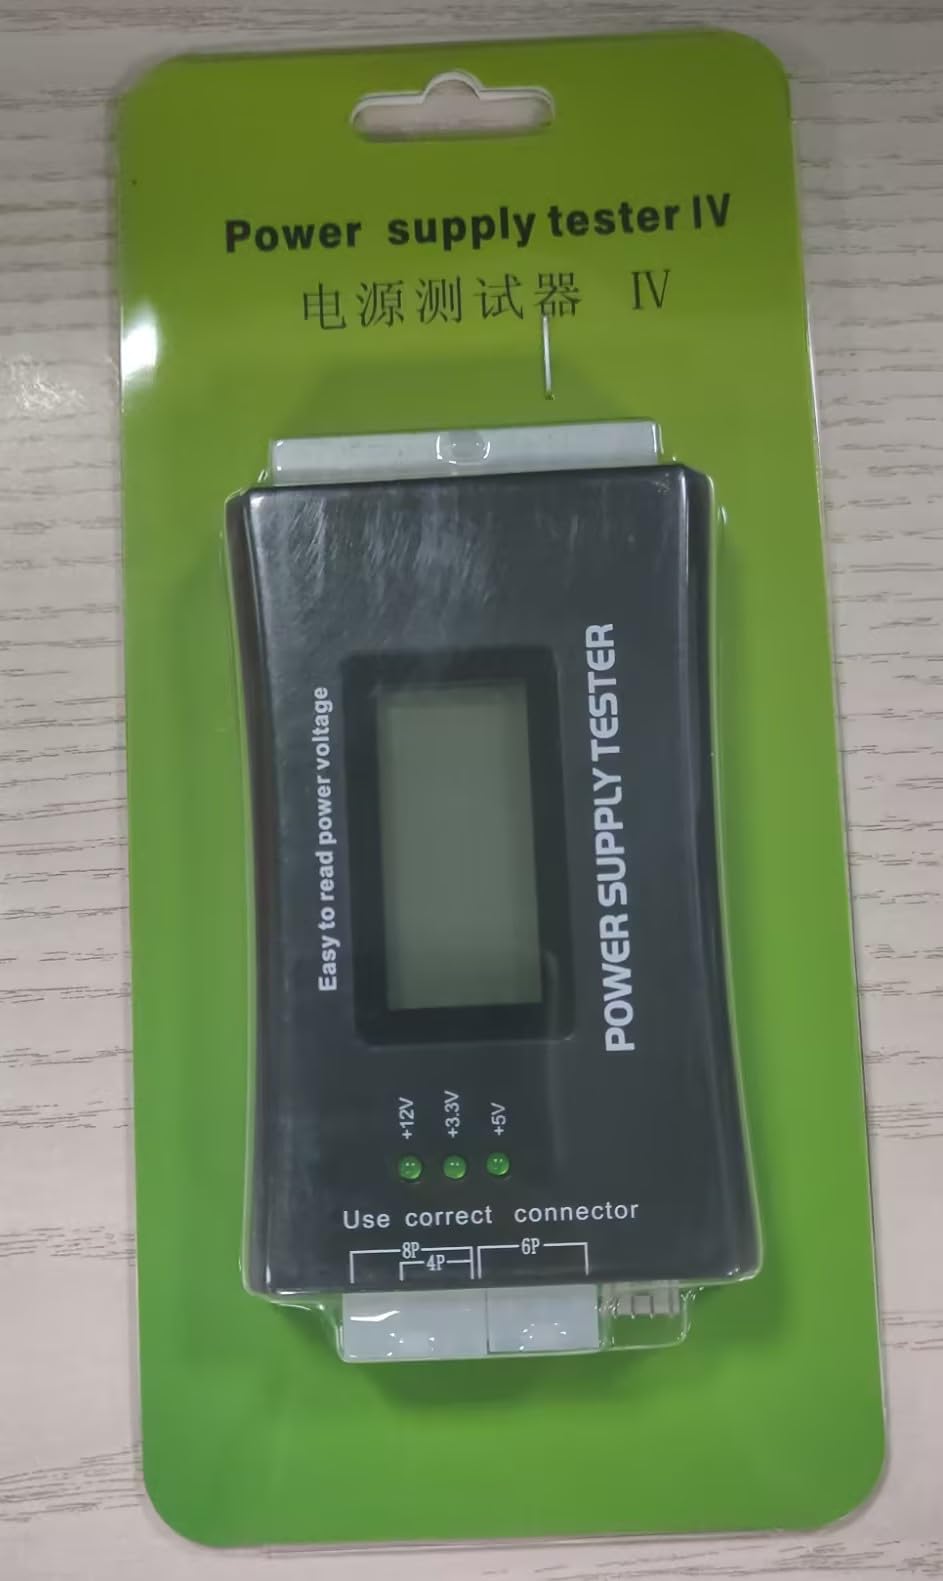 Power supply tester IV
电源测试器 IV
Easy to read power voltage
POWER SUPPLY TESTER
+12V +3.3V +5V
Use correct connector
8P 6P
4P